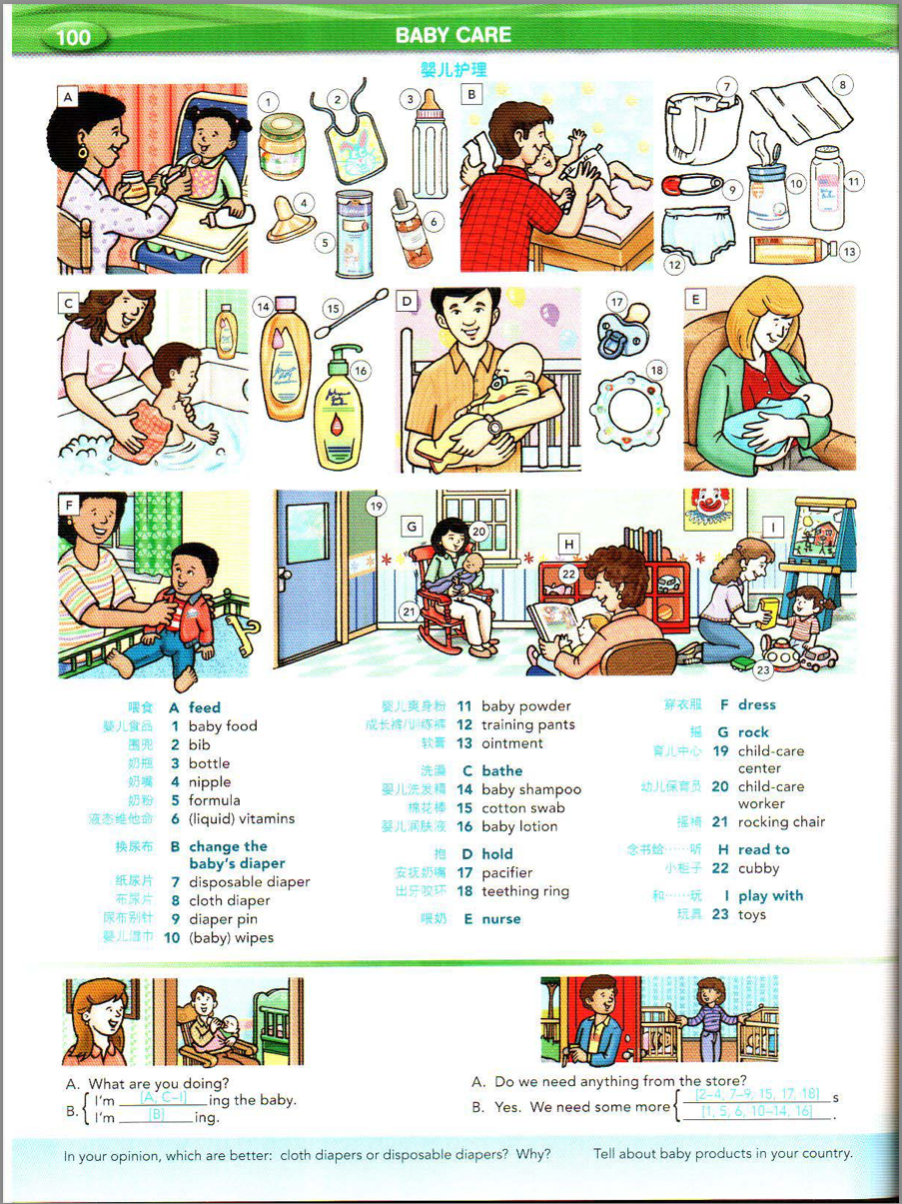 100
BABY CARE
婴儿护理
A
1
2
3
4
5
6
B
7
8
9
10
11
12
13
C
14
15
16
D
17
18
E
F
19
G
20
21
H
22
I
23
喂食 A feed
婴儿食品 1 baby food
围兜 2 bib
奶瓶 3 bottle
奶嘴 4 nipple
奶粉 5 formula
液态维他命 6 (liquid) vitamins
换尿布 B change the
baby's diaper
纸尿片 7 disposable diaper
布尿片 8 cloth diaper
尿布别针 9 diaper pin
婴儿湿巾 10 (baby) wipes
婴儿爽身粉 11 baby powder
成长裤/训练裤 12 training pants
软膏 13 ointment
洗澡 C bathe
婴儿洗发精 14 baby shampoo
棉花棒 15 cotton swab
婴儿润肤液 16 baby lotion
抱 D hold
安抚奶嘴 17 pacifier
出牙咬环 18 teething ring
喂奶 E nurse
穿衣服 F dress
摇 G rock
育儿中心 19 child-care
center
幼儿保育员 20 child-care
worker
摇椅 21 rocking chair
念书给……听 H read to
小柜子 22 cubby
和……玩 I play with
玩具 23 toys
A. What are you doing?
B. { I'm [A, C–I] ing the baby.
I'm [B] ing.
A. Do we need anything from the store?
B. Yes. We need some more { [2–4, 7–9, 15, 17, 18] s
[1, 5, 6, 10–14, 16] .
In your opinion, which are better: cloth diapers or disposable diapers? Why? Tell about baby products in your country.